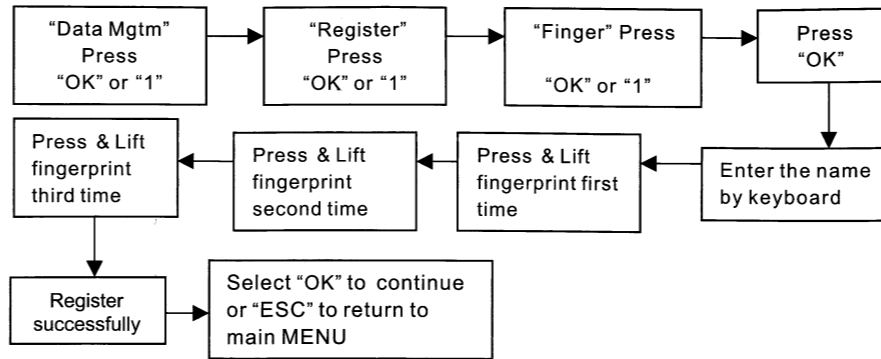 “Data Mgtm”
Press
“OK” or “1”
“Register”
Press
“OK” or “1”
“Finger” Press
“OK” or “1”
Press
“OK”
Enter the name
by keyboard
Press & Lift
fingerprint first
time
Press & Lift
fingerprint
second time
Press & Lift
fingerprint
third time
Register
successfully
Select “OK” to continue
or “ESC” to return to
main MENU